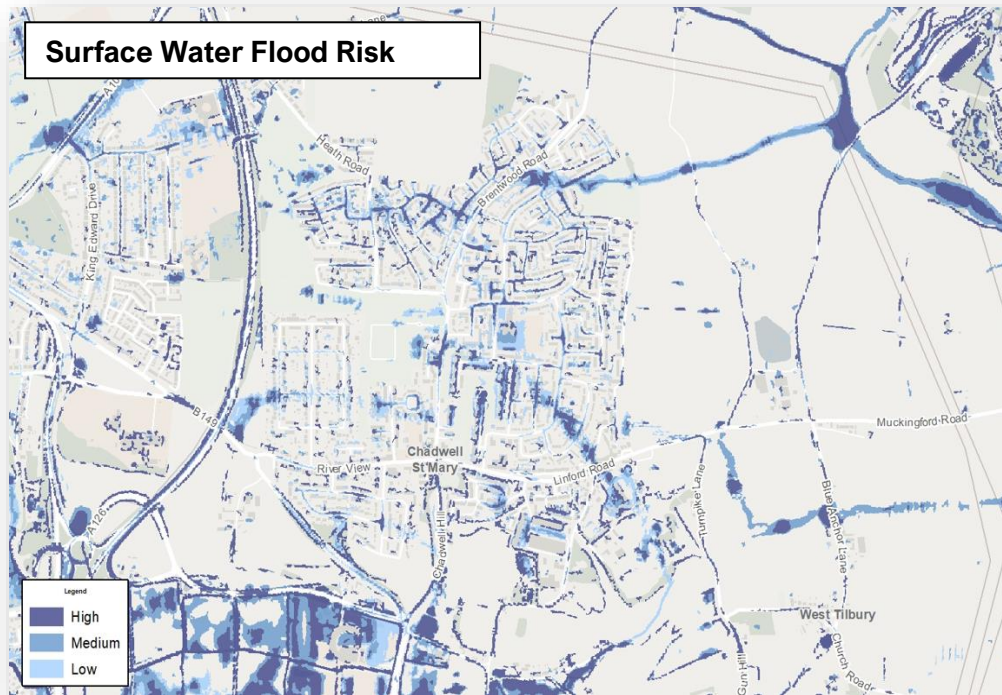 Surface Water Flood Risk
Heath Road
Brentwood Road
King Edward Drive
B 149
Muckingford Road
Chadwell
St Mary
River View
Linford Road
Turnpike Lane
Blue Anchor Lane
A126
Chadwell Hill
West Tilbury
Gun Hill
Church Road
Legend
High
Medium
Low